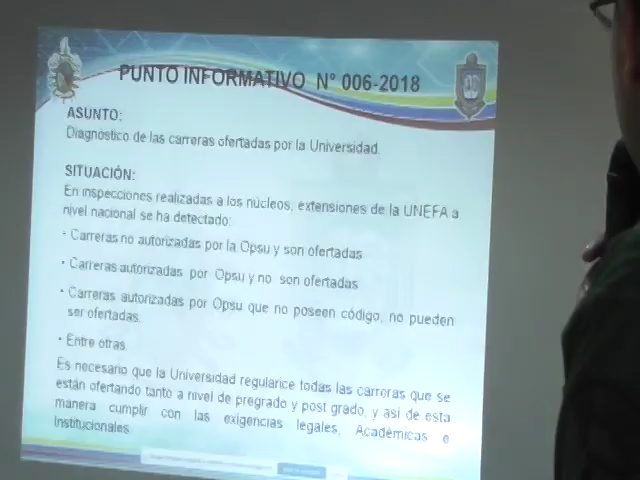 PUNTO INFORMATIVO N° 006-2018
ASUNTO:
Diagnóstico de las carreras ofertadas por la Universidad.
SITUACIÓN:
En inspecciones realizadas a los núcleos, extensiones de la UNEFA a
nivel nacional se ha detectado:
• Carreras no autorizadas por la Opsu y son ofertadas
• Carreras autorizadas por Opsu y no son ofertadas
• Carreras autorizadas por Opsu que no poseen código, no pueden
ser ofertadas.
• Entre otras.
Es necesario que la Universidad regularice todas las carreras que se
están ofertando tanto a nivel de pregrado y post grado, y así de esta
manera cumplir con las exigencias legales, Académicas e
Institucionales